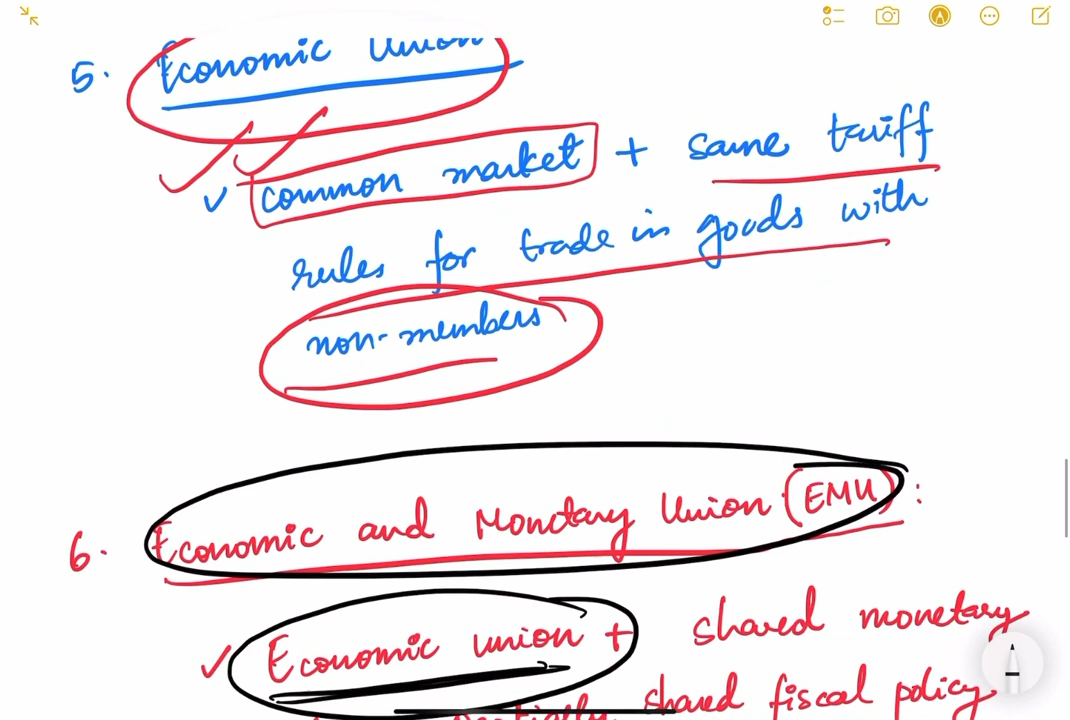 5. Economic Union
✓ common market + same tariff
rules for trade in goods with
non-members
6. Economic and Monetary Union (EMU) :
✓ Economic union + shared monetary
partially shared fiscal policy